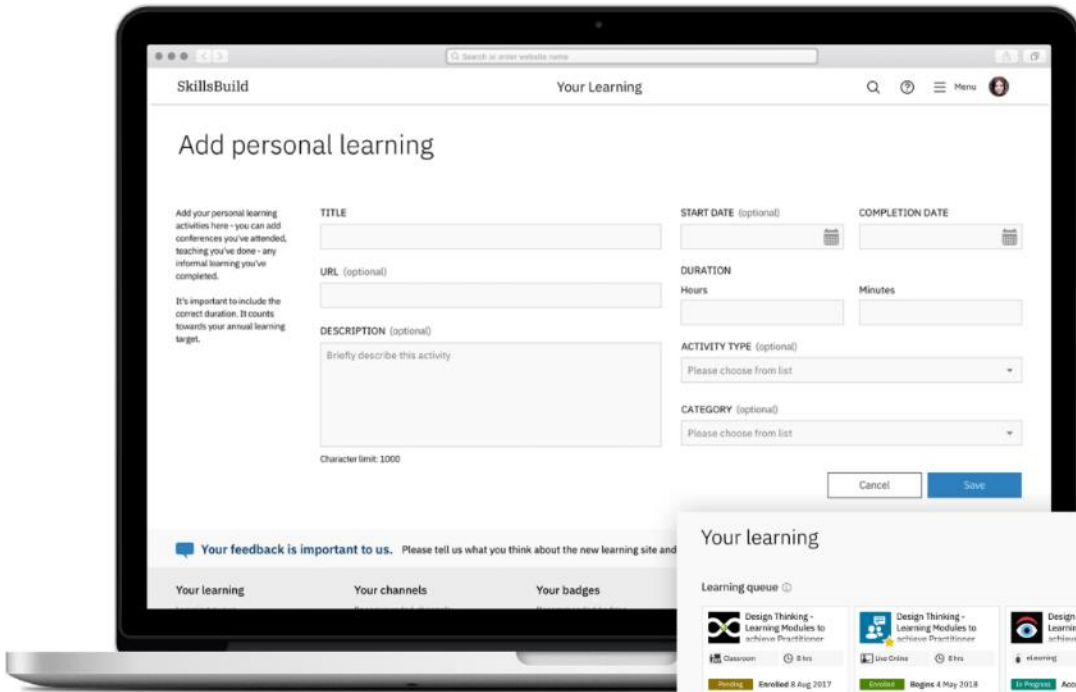 Search or enter website name
SkillsBuild
Your Learning
Menu
Add personal learning
Add your personal learning
activities here - you can add
conferences you've attended,
teaching you've done - any
informal learning you've
completed.
It's important to include the
correct duration. It counts
towards your annual learning
target.
TITLE
URL (optional)
DESCRIPTION (optional)
Briefly describe this activity
Character limit: 1000
START DATE (optional)
COMPLETION DATE
DURATION
Hours
Minutes
ACTIVITY TYPE (optional)
Please choose from list
CATEGORY (optional)
Please choose from list
Cancel
Save
Your feedback is important to us. Please tell us what you think about the new learning site and
Your learning
Your channels
Your badges
Your learning
Learning queue
Design Thinking -
Learning Modules to
achieve Practitioner
Classroom
8 hrs
Pending
Enrolled 8 Aug 2017
Design Thinking -
Learning Modules to
achieve Practitioner
Live Online
8 hrs
Enrolled
Begins 4 May 2018
Design
eLearning
In Progress